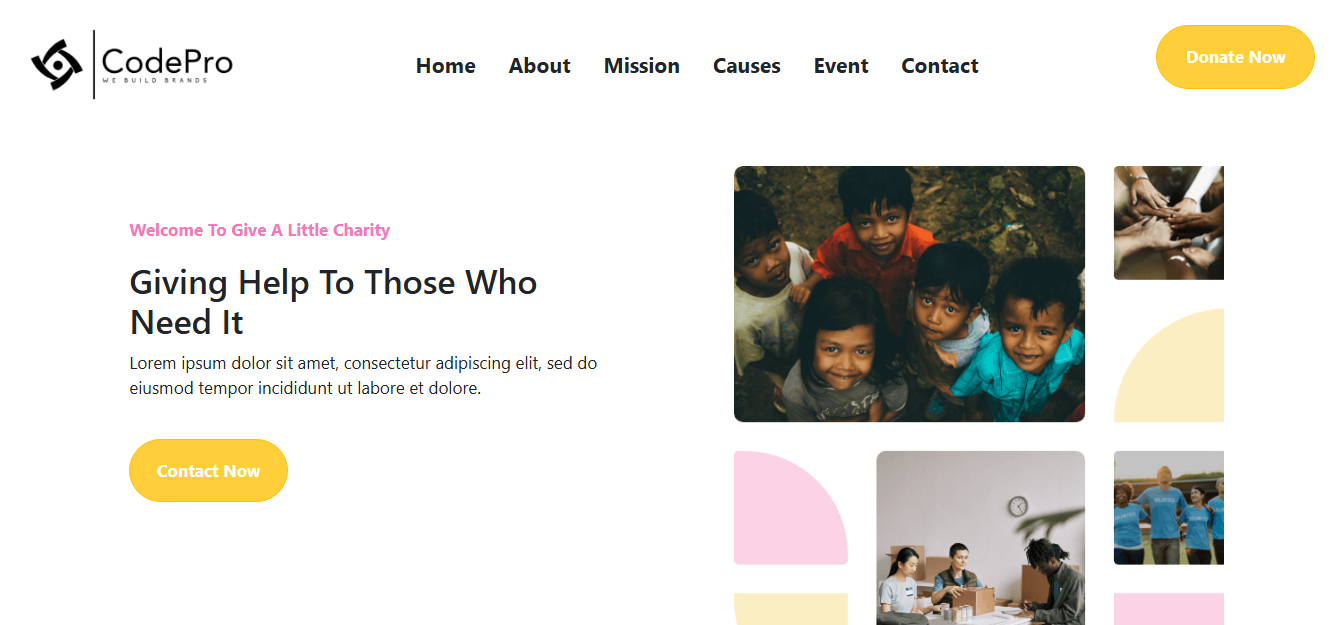 CodePro
WE BUILD BRANDS
Home About Mission Causes Event Contact
Donate Now
Welcome To Give A Little Charity
Giving Help To Those Who
Need It
Lorem ipsum dolor sit amet, consectetur adipiscing elit, sed do
eiusmod tempor incididunt ut labore et dolore.
Contact Now